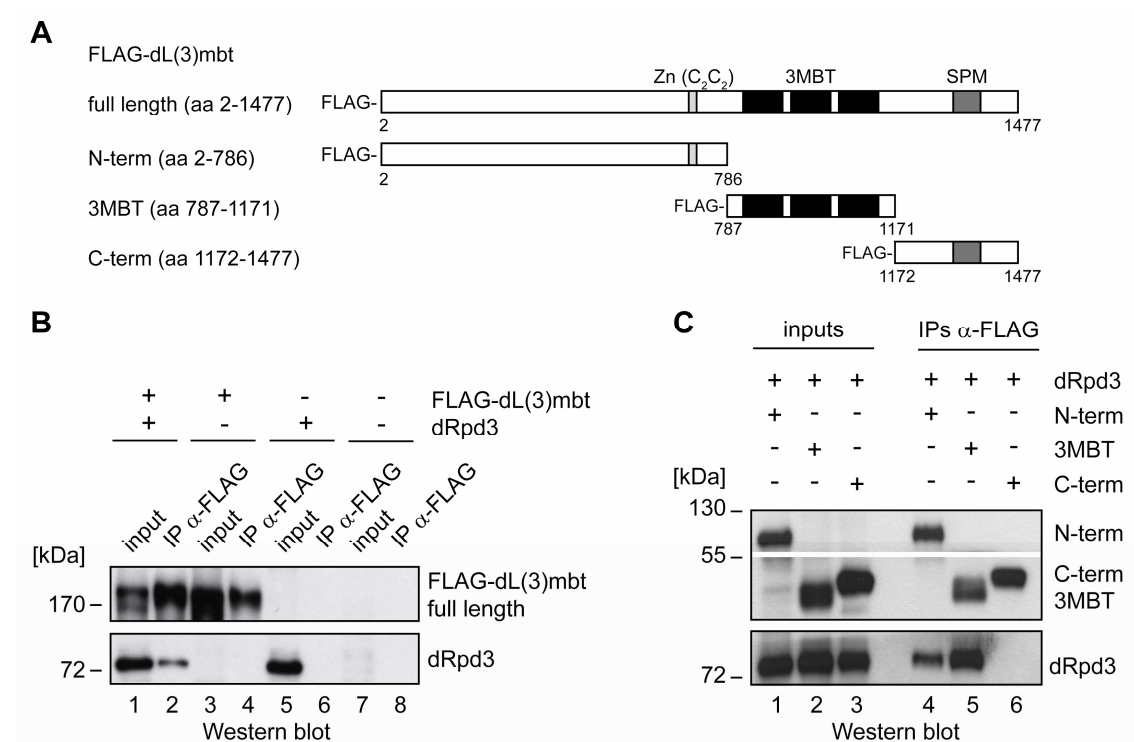 A
FLAG-dL(3)mbt
Zn (C₂C₂) 3MBT SPM
full length (aa 2-1477) FLAG-
2 1477
N-term (aa 2-786) FLAG-
2 786
3MBT (aa 787-1171) FLAG-
787 1171
C-term (aa 1172-1477) FLAG-
1172 1477
B
+ + - - FLAG-dL(3)mbt
+ - + - dRpd3
input IP α-FLAG input IP α-FLAG input IP α-FLAG input IP α-FLAG
[kDa]
FLAG-dL(3)mbt
170 – full length
72 – dRpd3
1 2 3 4 5 6 7 8
Western blot
C
inputs IPs α-FLAG
+ + + + + + dRpd3
+ - - + - - N-term
- + - - + - 3MBT
[kDa] - - + - - + C-term
130 –
N-term
55 –
C-term
3MBT
72 – dRpd3
1 2 3 4 5 6
Western blot